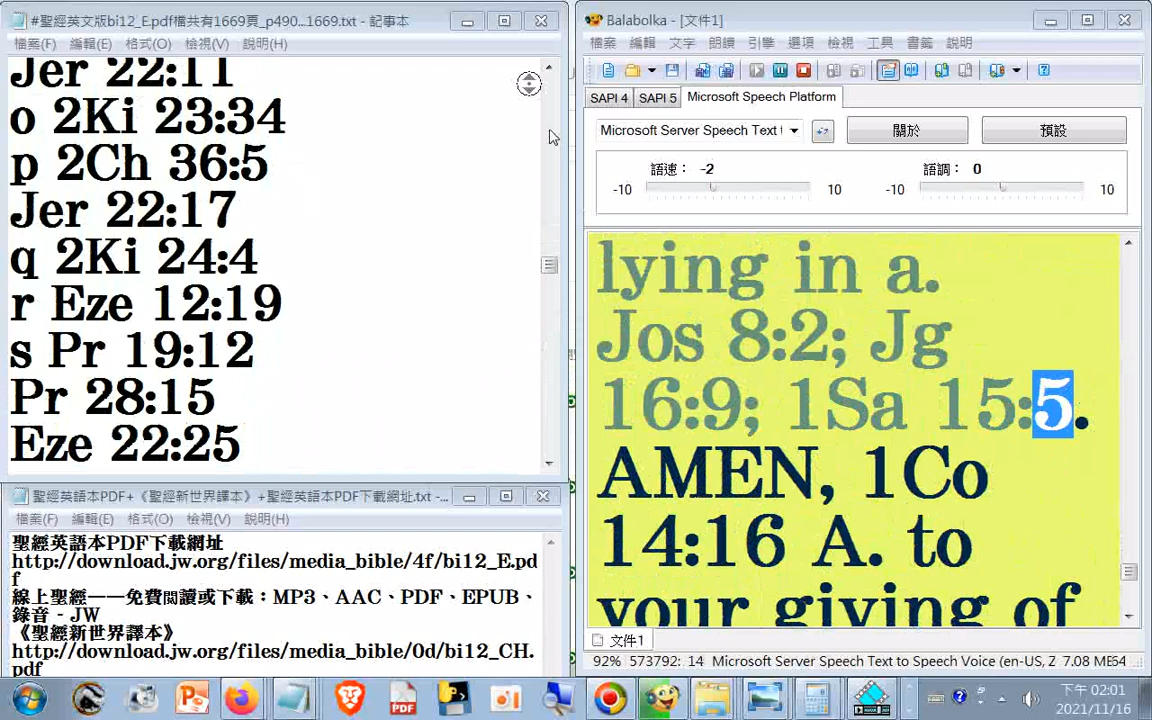 #聖經英文版bi12_E.pdf檔共有1669頁_p490...1669.txt - 記事本
檔案(F) 編輯(E) 格式(O) 檢視(V) 說明(H)
Jer 22:11
o 2Ki 23:34
p 2Ch 36:5
Jer 22:17
q 2Ki 24:4
r Eze 12:19
s Pr 19:12
Pr 28:15
Eze 22:25
聖經英語本PDF+《聖經新世界譯本》+聖經英語本PDF下載網址.txt -...
檔案(F) 編輯(E) 格式(O) 檢視(V) 說明(H)
聖經英語本PDF下載網址
http://download.jw.org/files/media_bible/4f/bi12_E.pd
f
線上聖經——免費閱讀或下載：MP3、AAC、PDF、EPUB、
錄音 - JW
《聖經新世界譯本》
http://download.jw.org/files/media_bible/0d/bi12_CH.
pdf
Balabolka - [文件1]
檔案 編輯 文字 朗讀 引擎 選項 檢視 工具 書籤 說明
SAPI 4 SAPI 5 Microsoft Speech Platform
Microsoft Server Speech Text t 關於 預設
語速： -2 語調： 0
-10 10 -10 10
lying in a.
Jos 8:2; Jg
16:9; 1Sa 15:5.
AMEN, 1Co
14:16 A. to
your giving of
文件1
92% 573792: 14 Microsoft Server Speech Text to Speech Voice (en-US, Z 7.08 ME64
PDF
下午 02:01
2021/11/16